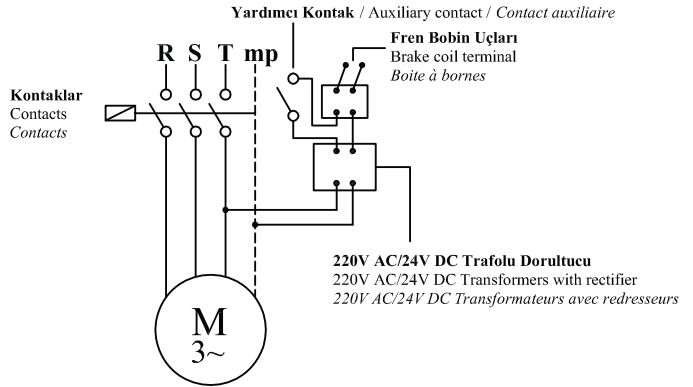 Yardımcı Kontak / Auxiliary contact / Contact auxiliaire
Fren Bobin Uçları
Brake coil terminal
Boite à bornes
R S T mp
Kontaklar
Contacts
Contacts
220V AC/24V DC Trafolu Dorultucu
220V AC/24V DC Transformers with rectifier
220V AC/24V DC Transformateurs avec redresseurs
M
3~